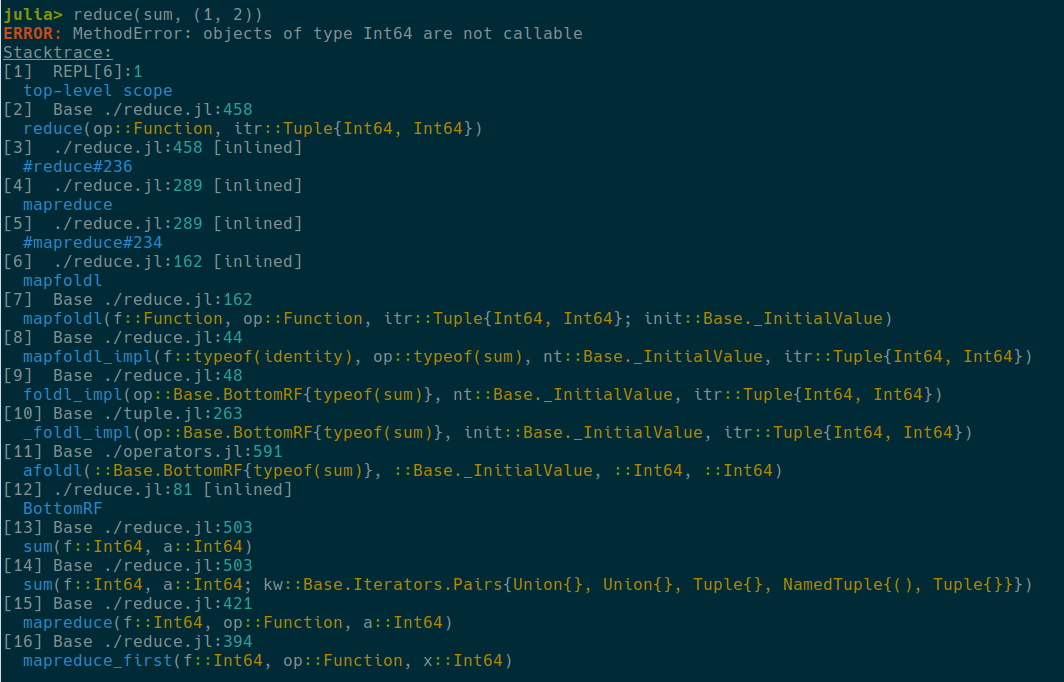 julia> reduce(sum, (1, 2))
ERROR: MethodError: objects of type Int64 are not callable
Stacktrace:
[1]  REPL[6]:1
  top-level scope
[2]  Base ./reduce.jl:458
  reduce(op::Function, itr::Tuple{Int64, Int64})
[3]  ./reduce.jl:458 [inlined]
  #reduce#236
[4]  ./reduce.jl:289 [inlined]
  mapreduce
[5]  ./reduce.jl:289 [inlined]
  #mapreduce#234
[6]  ./reduce.jl:162 [inlined]
  mapfoldl
[7]  Base ./reduce.jl:162
  mapfoldl(f::Function, op::Function, itr::Tuple{Int64, Int64}; init::Base._InitialValue)
[8]  Base ./reduce.jl:44
  mapfoldl_impl(f::typeof(identity), op::typeof(sum), nt::Base._InitialValue, itr::Tuple{Int64, Int64})
[9]  Base ./reduce.jl:48
  foldl_impl(op::Base.BottomRF{typeof(sum)}, nt::Base._InitialValue, itr::Tuple{Int64, Int64})
[10] Base ./tuple.jl:263
  _foldl_impl(op::Base.BottomRF{typeof(sum)}, init::Base._InitialValue, itr::Tuple{Int64, Int64})
[11] Base ./operators.jl:591
  afoldl(::Base.BottomRF{typeof(sum)}, ::Base._InitialValue, ::Int64, ::Int64)
[12] ./reduce.jl:81 [inlined]
  BottomRF
[13] Base ./reduce.jl:503
  sum(f::Int64, a::Int64)
[14] Base ./reduce.jl:503
  sum(f::Int64, a::Int64; kw::Base.Iterators.Pairs{Union{}, Union{}, Tuple{}, NamedTuple{(), Tuple{}}})
[15] Base ./reduce.jl:421
  mapreduce(f::Int64, op::Function, a::Int64)
[16] Base ./reduce.jl:394
  mapreduce_first(f::Int64, op::Function, x::Int64)